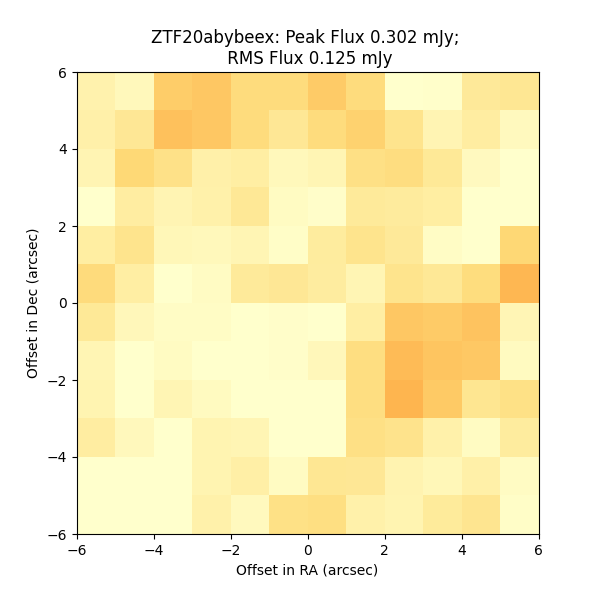 ZTF20abybeex: Peak Flux 0.302 mJy;
RMS Flux 0.125 mJy
6
4
2
0
−2
−4
−6
Offset in Dec (arcsec)
−6 −4 −2 0 2 4 6
Offset in RA (arcsec)